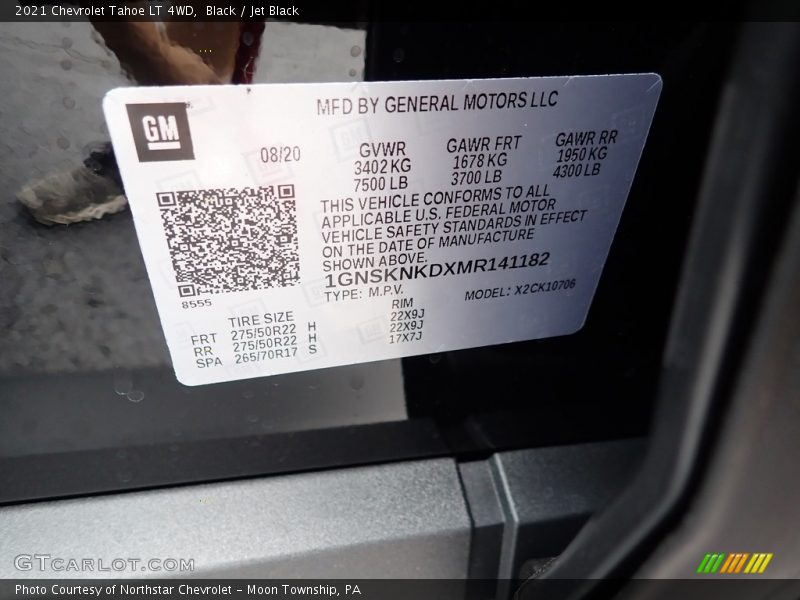 2021 Chevrolet Tahoe LT 4WD, Black / Jet Black
GM
MFD BY GENERAL MOTORS LLC
08/20
GVWR
3402 KG
7500 LB
GAWR FRT
1678 KG
3700 LB
GAWR RR
1950 KG
4300 LB
THIS VEHICLE CONFORMS TO ALL
APPLICABLE U.S. FEDERAL MOTOR
VEHICLE SAFETY STANDARDS IN EFFECT
ON THE DATE OF MANUFACTURE
SHOWN ABOVE.
1GNSKNKDXMR141182
TYPE: M.P.V. MODEL: X2CK10706
8555
TIRE SIZE RIM
FRT 275/50R22 H 22X9J
RR 275/50R22 H 22X9J
SPA 265/70R17 S 17X7J
GTCARLOT.COM
Photo Courtesy of Northstar Chevrolet - Moon Township, PA